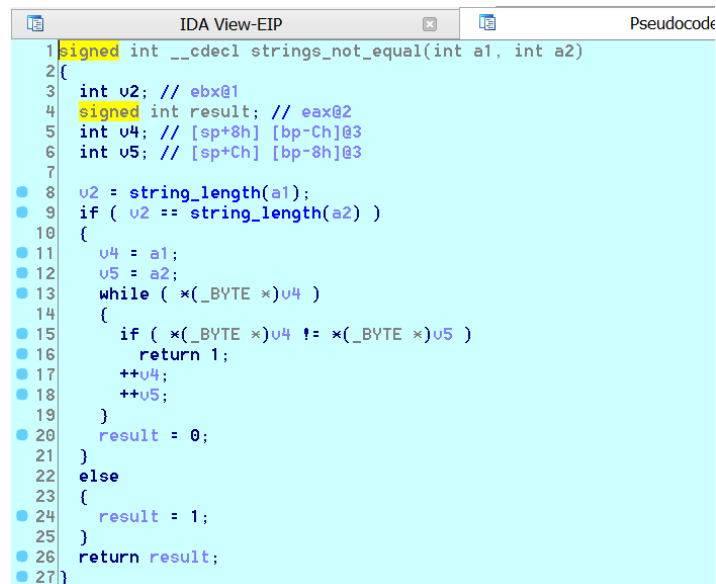 IDA View-EIP Pseudocode
1 signed int __cdecl strings_not_equal(int a1, int a2)
2 {
3   int v2; // ebx@1
4   signed int result; // eax@2
5   int v4; // [sp+8h] [bp-Ch]@3
6   int v5; // [sp+Ch] [bp-8h]@3
7
8   v2 = string_length(a1);
9   if ( v2 == string_length(a2) )
10   {
11     v4 = a1;
12     v5 = a2;
13     while ( *(_BYTE *)v4 )
14     {
15       if ( *(_BYTE *)v4 != *(_BYTE *)v5 )
16         return 1;
17       ++v4;
18       ++v5;
19     }
20     result = 0;
21   }
22   else
23   {
24     result = 1;
25   }
26   return result;
27 }